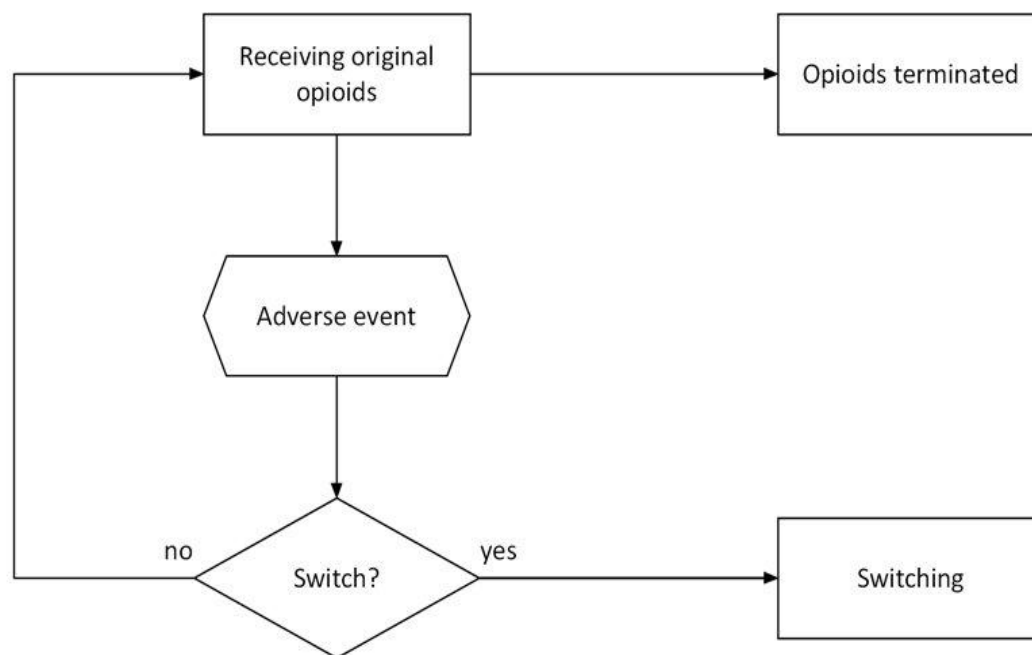 Receiving original
opioids
Opioids terminated
Adverse event
no
yes
Switch?
Switching